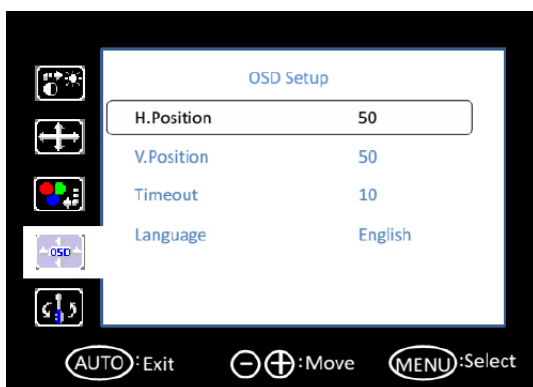 OSD Setup
H.Position 50
V.Position 50
Timeout 10
Language English
OSD
AUTO:Exit -+:Move MENU:Select